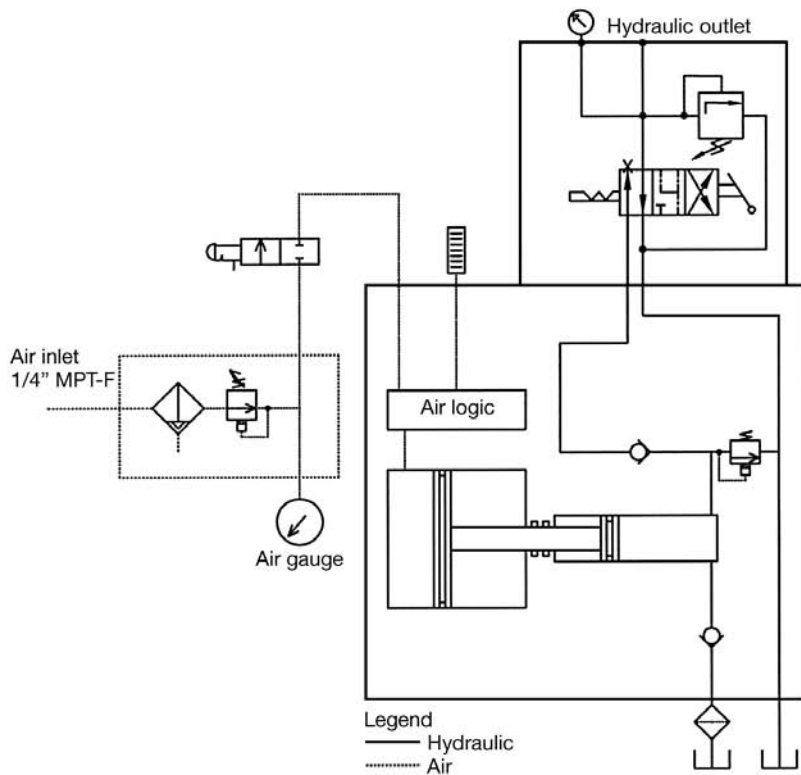 Hydraulic outlet
Air inlet
1/4" MPT-F
Air logic
Air gauge
Legend
Hydraulic
Air